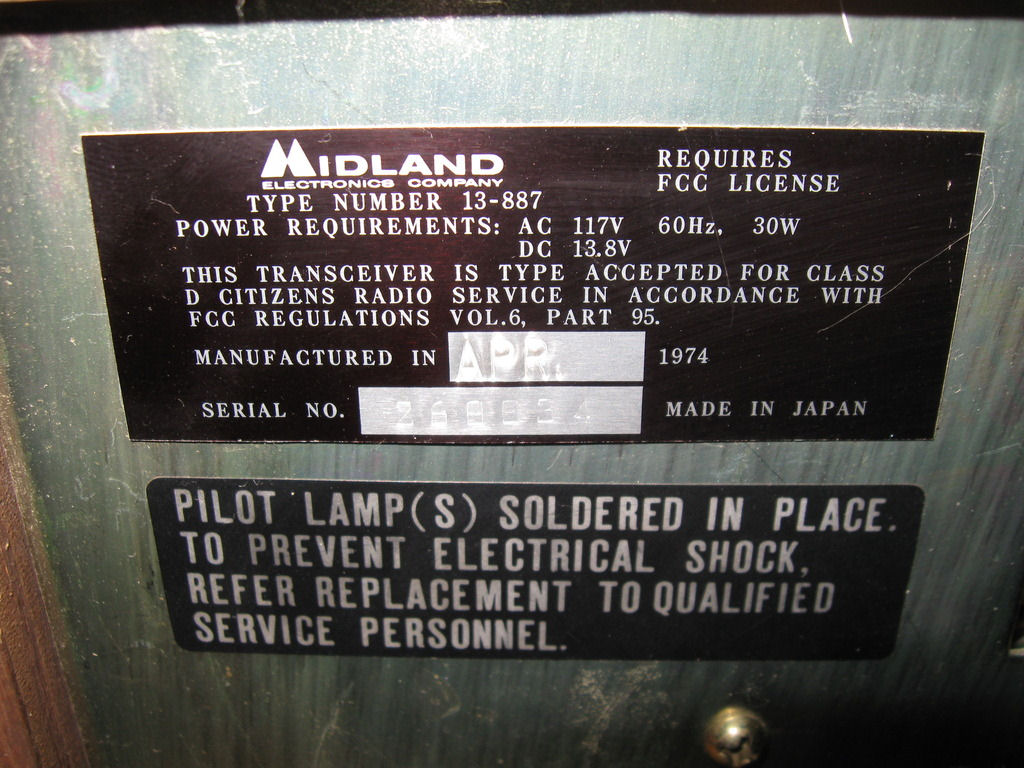 MIDLAND
ELECTRONICS COMPANY
REQUIRES
FCC LICENSE
TYPE NUMBER 13-887
POWER REQUIREMENTS: AC 117V 60Hz, 30W
DC 13.8V
THIS TRANSCEIVER IS TYPE ACCEPTED FOR CLASS
D CITIZENS RADIO SERVICE IN ACCORDANCE WITH
FCC REGULATIONS VOL.6, PART 95.
MANUFACTURED IN APR. 1974
SERIAL NO. MADE IN JAPAN
PILOT LAMP(S) SOLDERED IN PLACE.
TO PREVENT ELECTRICAL SHOCK,
REFER REPLACEMENT TO QUALIFIED
SERVICE PERSONNEL.